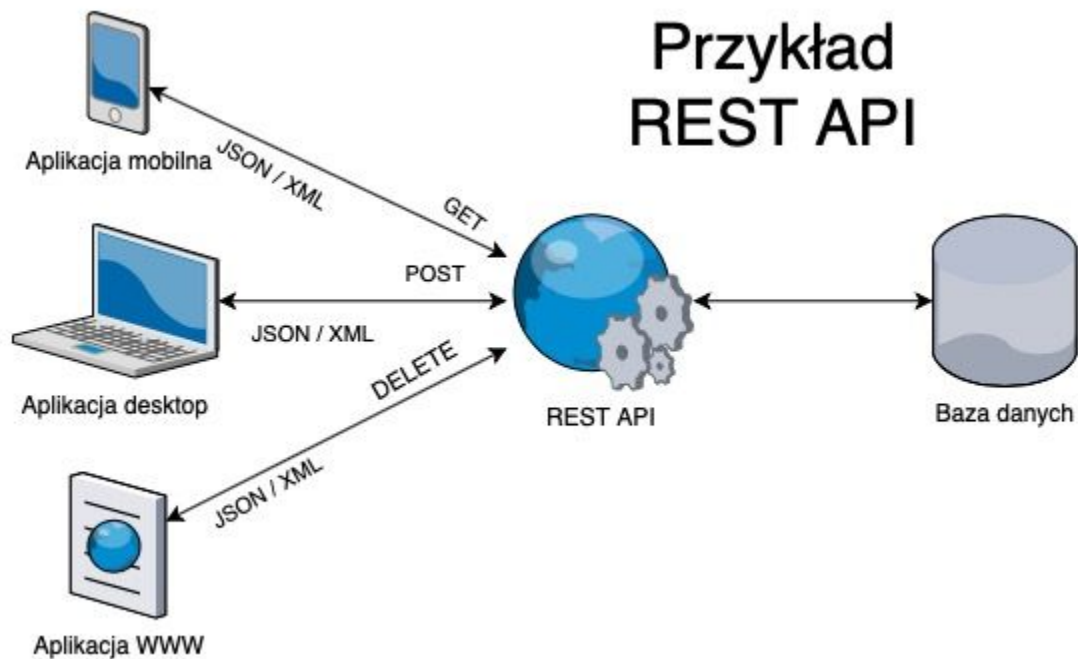 Przykład
REST API
Aplikacja mobilna
JSON / XML
GET
POST
JSON / XML
Aplikacja desktop
DELETE
JSON / XML
REST API
Baza danych
Aplikacja WWW